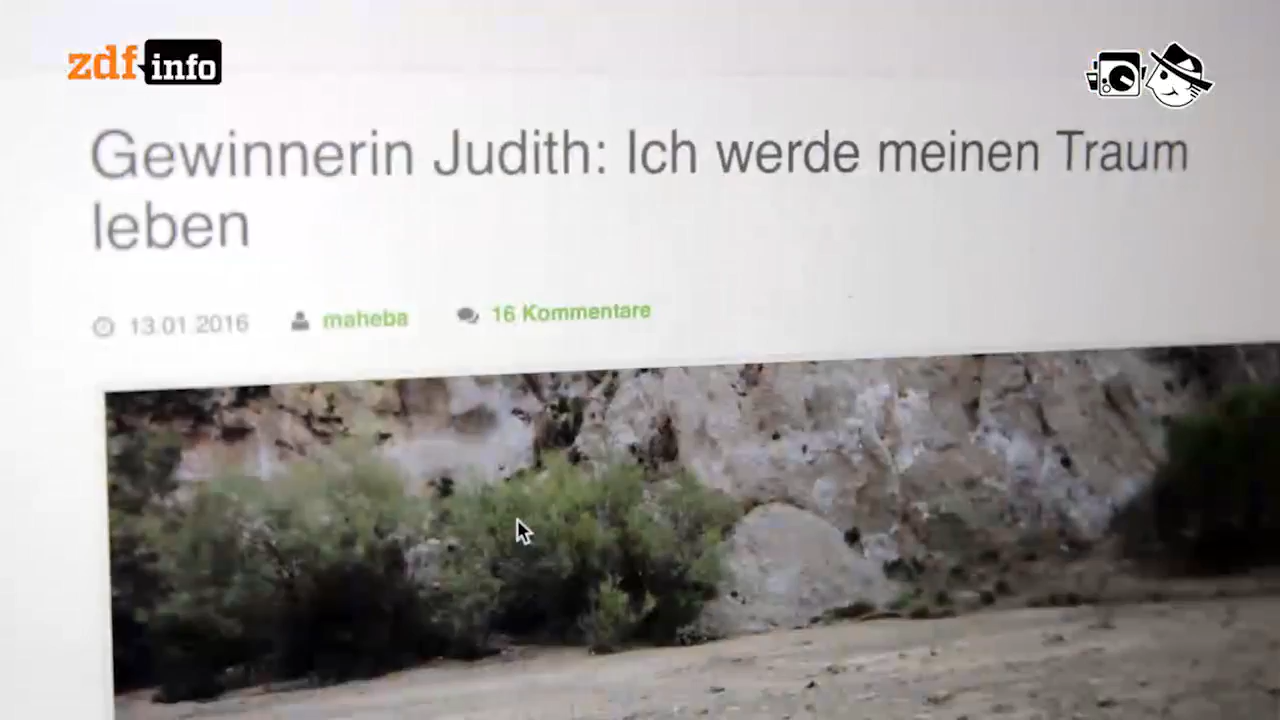 zdf info
Gewinnerin Judith: Ich werde meinen Traum
leben
13.01.2016 maheba 16 Kommentare